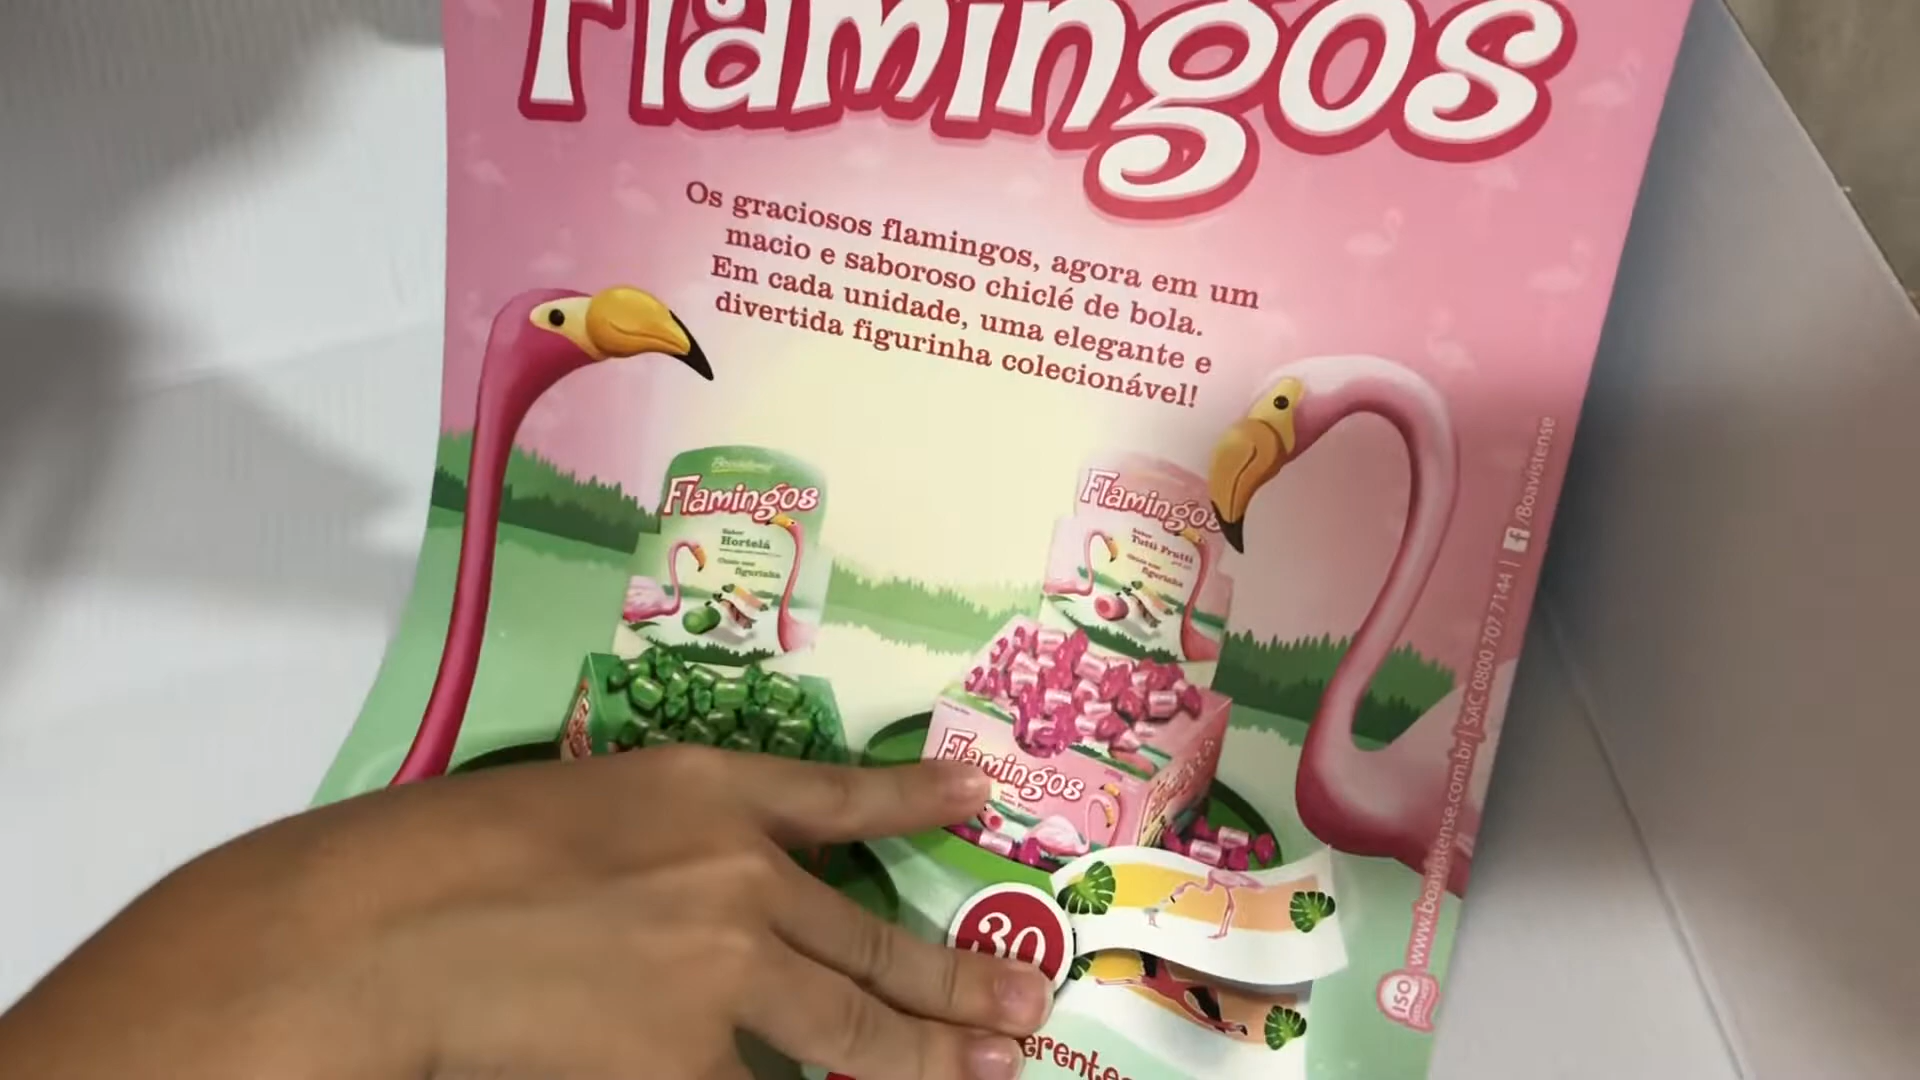 Flamingos
Os graciosos flamingos, agora em um
macio e saboroso chiclé de bola.
Em cada unidade, uma elegante e
divertida figurinha colecionável!
Flamingos
Sabor
Hortelã
figurinha
Flamingos
Sabor
Tutti Frutti
figurinha
Flamingos
30
www.boavistense.com.br | SAC 0800 707 7144 | /Boavistense
ISO